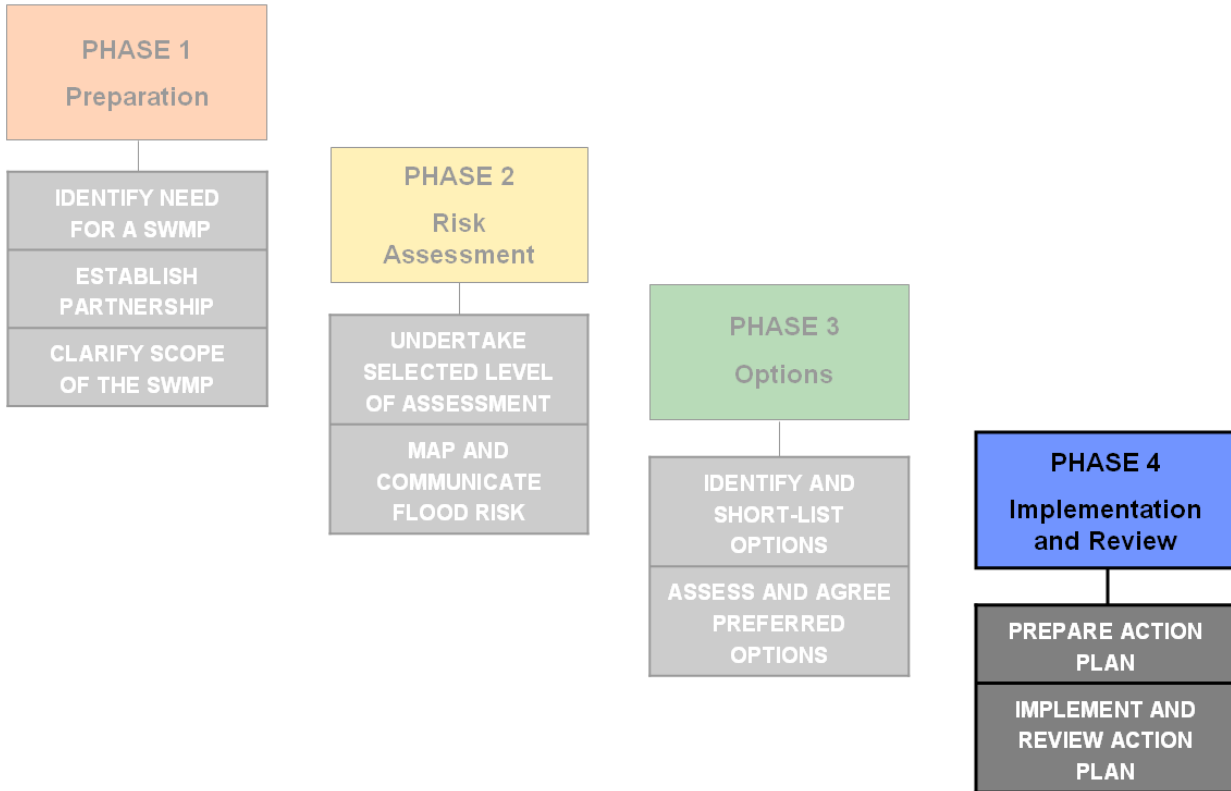 PHASE 1
Preparation
IDENTIFY NEED
FOR A SWMP
ESTABLISH
PARTNERSHIP
CLARIFY SCOPE
OF THE SWMP
PHASE 2
Risk
Assessment
UNDERTAKE
SELECTED LEVEL
OF ASSESSMENT
MAP AND
COMMUNICATE
FLOOD RISK
PHASE 3
Options
IDENTIFY AND
SHORT-LIST
OPTIONS
ASSESS AND AGREE
PREFERRED
OPTIONS
PHASE 4
Implementation
and Review
PREPARE ACTION
PLAN
IMPLEMENT AND
REVIEW ACTION
PLAN